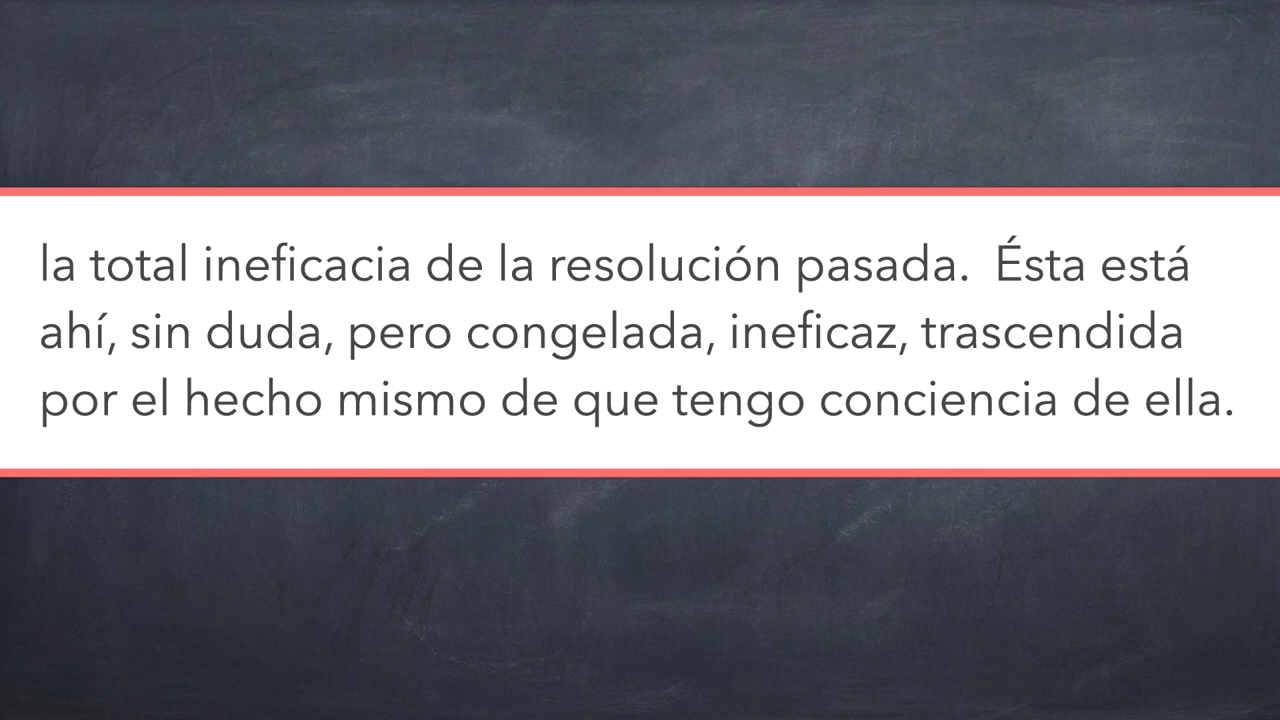 la total ineficacia de la resolución pasada.  Ésta está
ahí, sin duda, pero congelada, ineficaz, trascendida
por el hecho mismo de que tengo conciencia de ella.